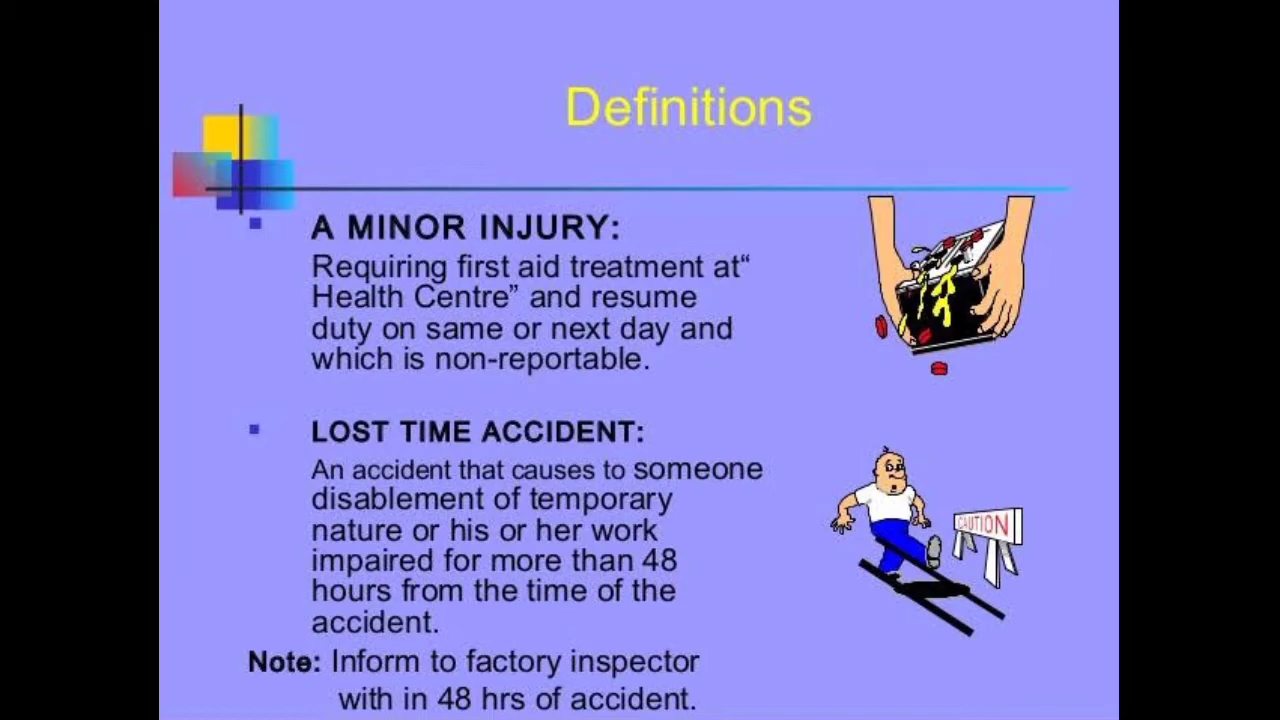 Definitions
A MINOR INJURY:
Requiring first aid treatment at“
Health Centre” and resume
duty on same or next day and
which is non-reportable.
LOST TIME ACCIDENT:
An accident that causes to someone
disablement of temporary
nature or his or her work
impaired for more than 48
hours from the time of the
accident.
Note: Inform to factory inspector
with in 48 hrs of accident.
CAUTION